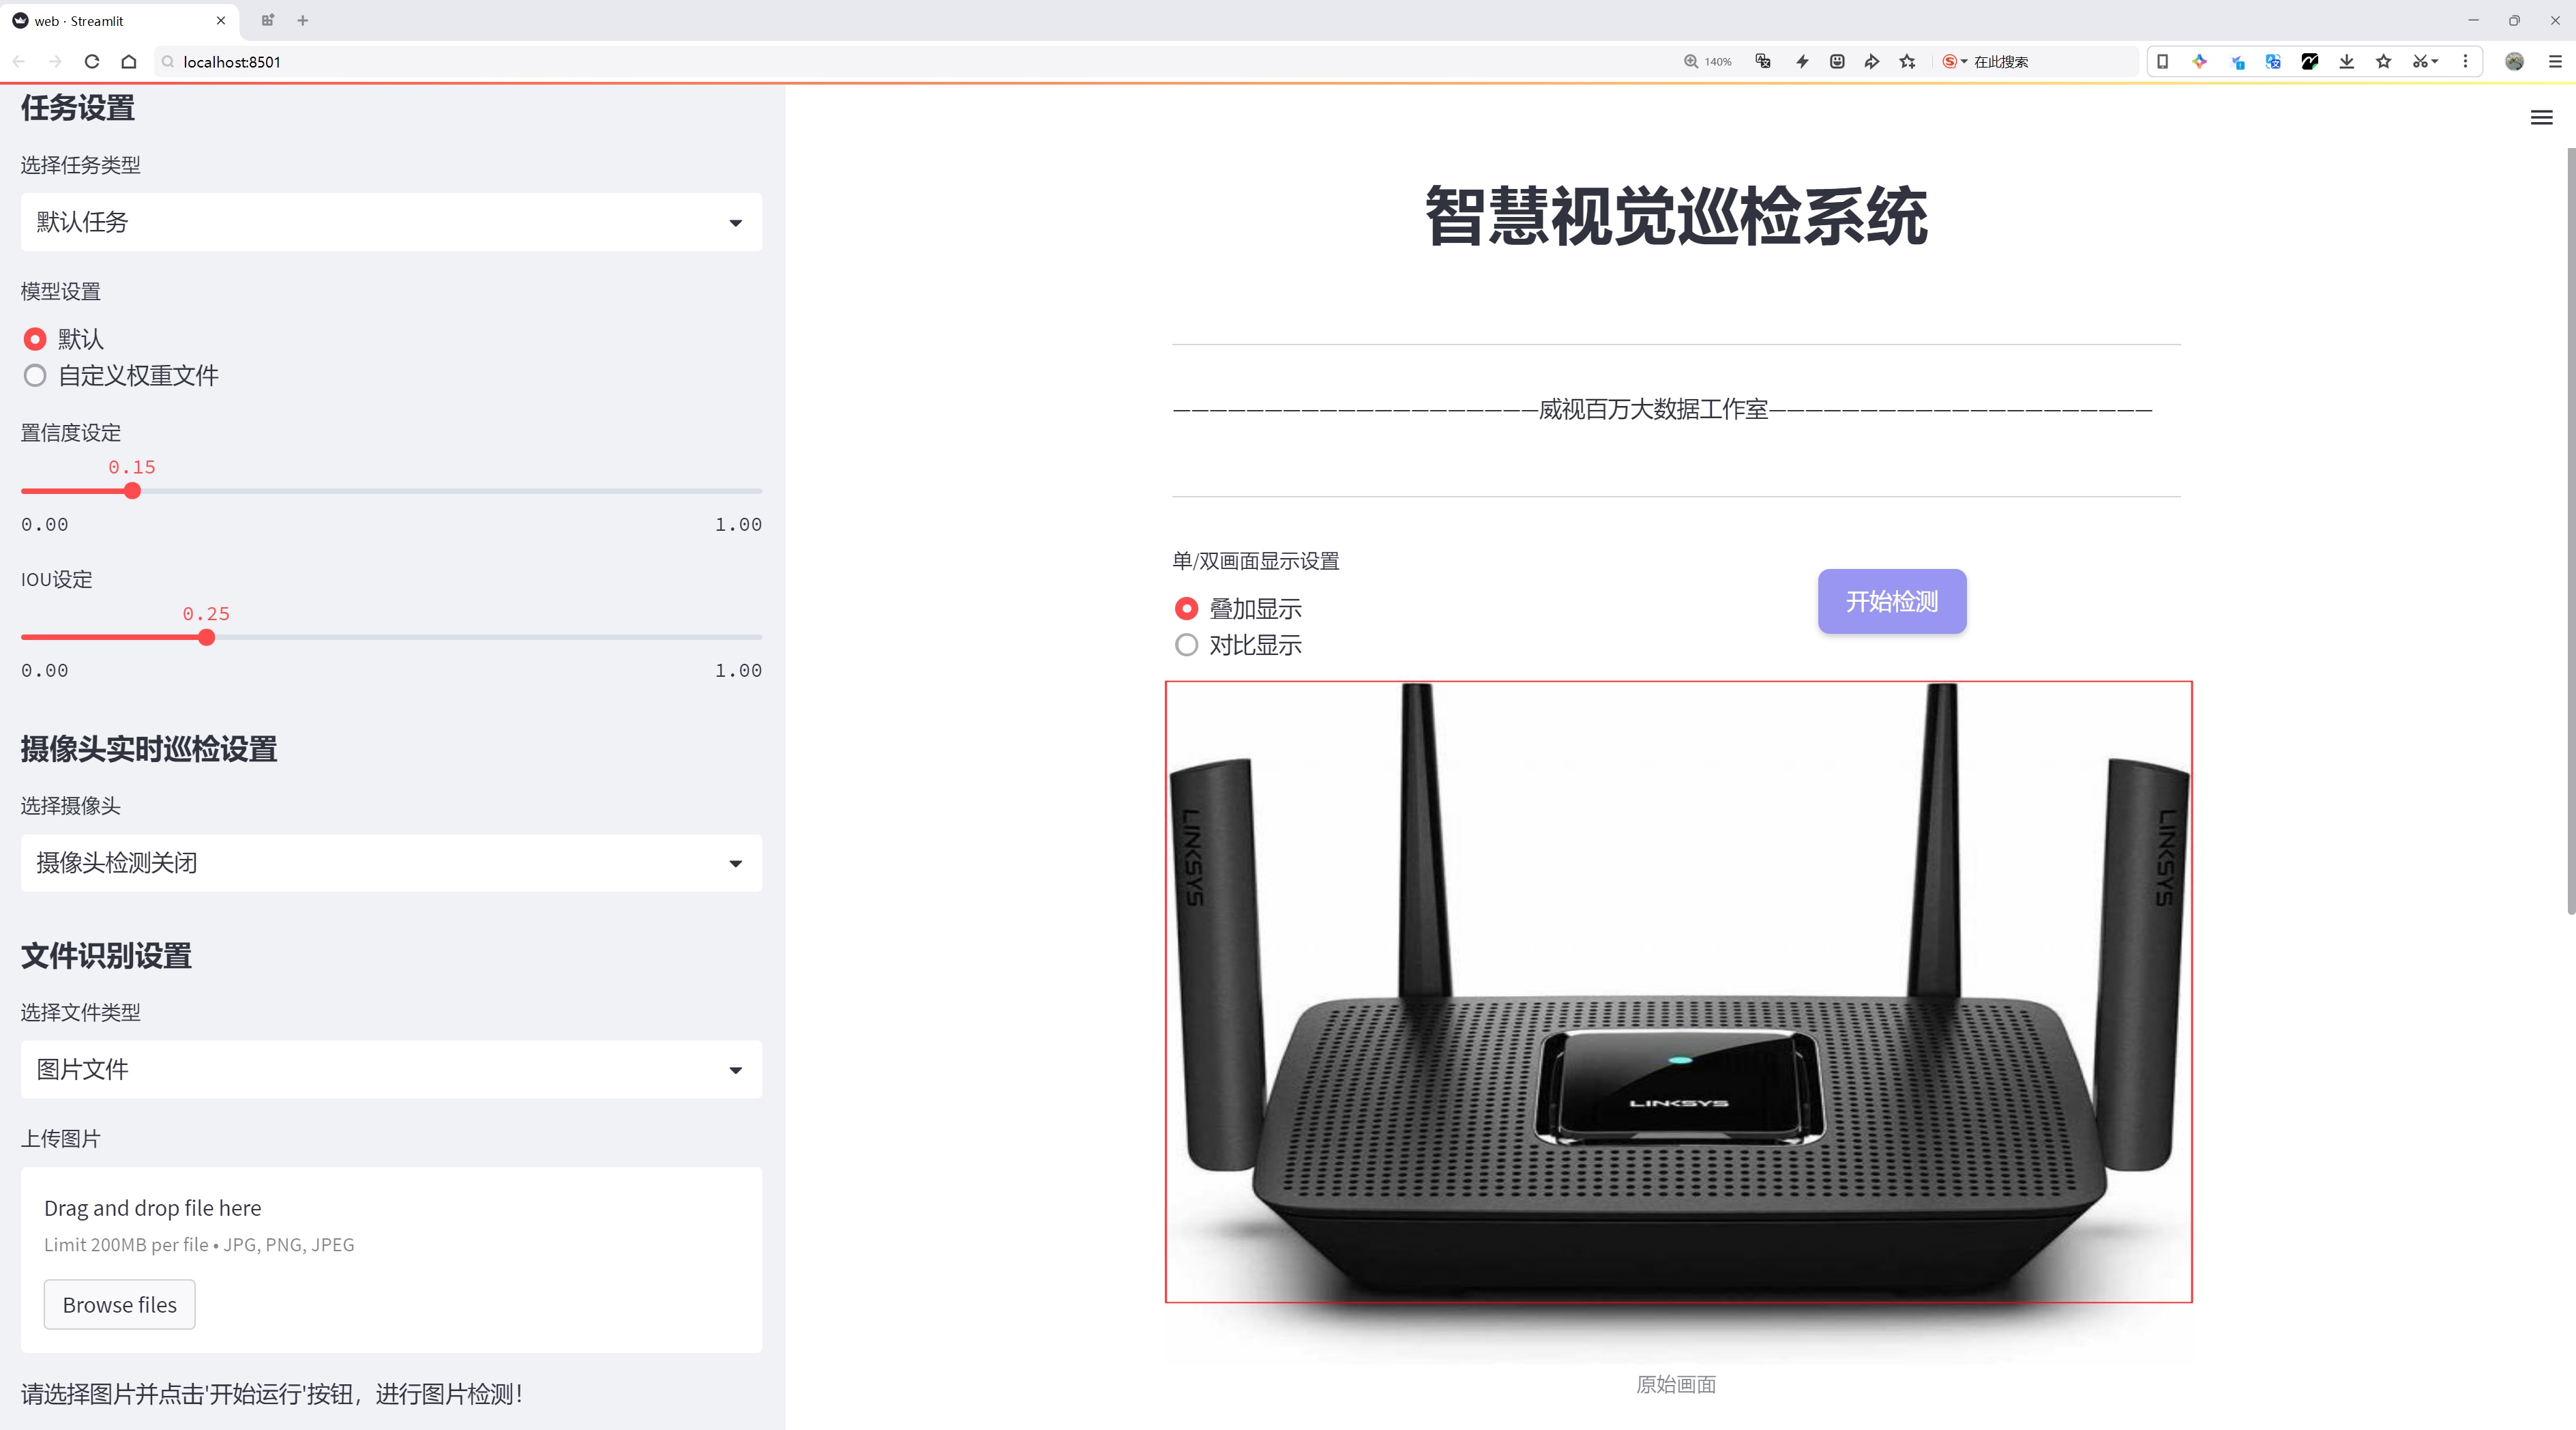 web · Streamlit
localhost:8501
140%
在此搜索
任务设置
选择任务类型
默认任务
模型设置
默认
自定义权重文件
置信度设定
0.15
0.00
1.00
IOU设定
0.25
0.00
1.00
摄像头实时巡检设置
选择摄像头
摄像头检测关闭
文件识别设置
选择文件类型
图片文件
上传图片
Drag and drop file here
Limit 200MB per file • JPG, PNG, JPEG
Browse files
请选择图片并点击'开始运行'按钮，进行图片检测！
智慧视觉巡检系统
—————————————————————威视百万大数据工作室——————————————————————
单/双画面显示设置
叠加显示
对比显示
开始检测
LINKSYS
LINKSYS
LINKSYS
原始画面